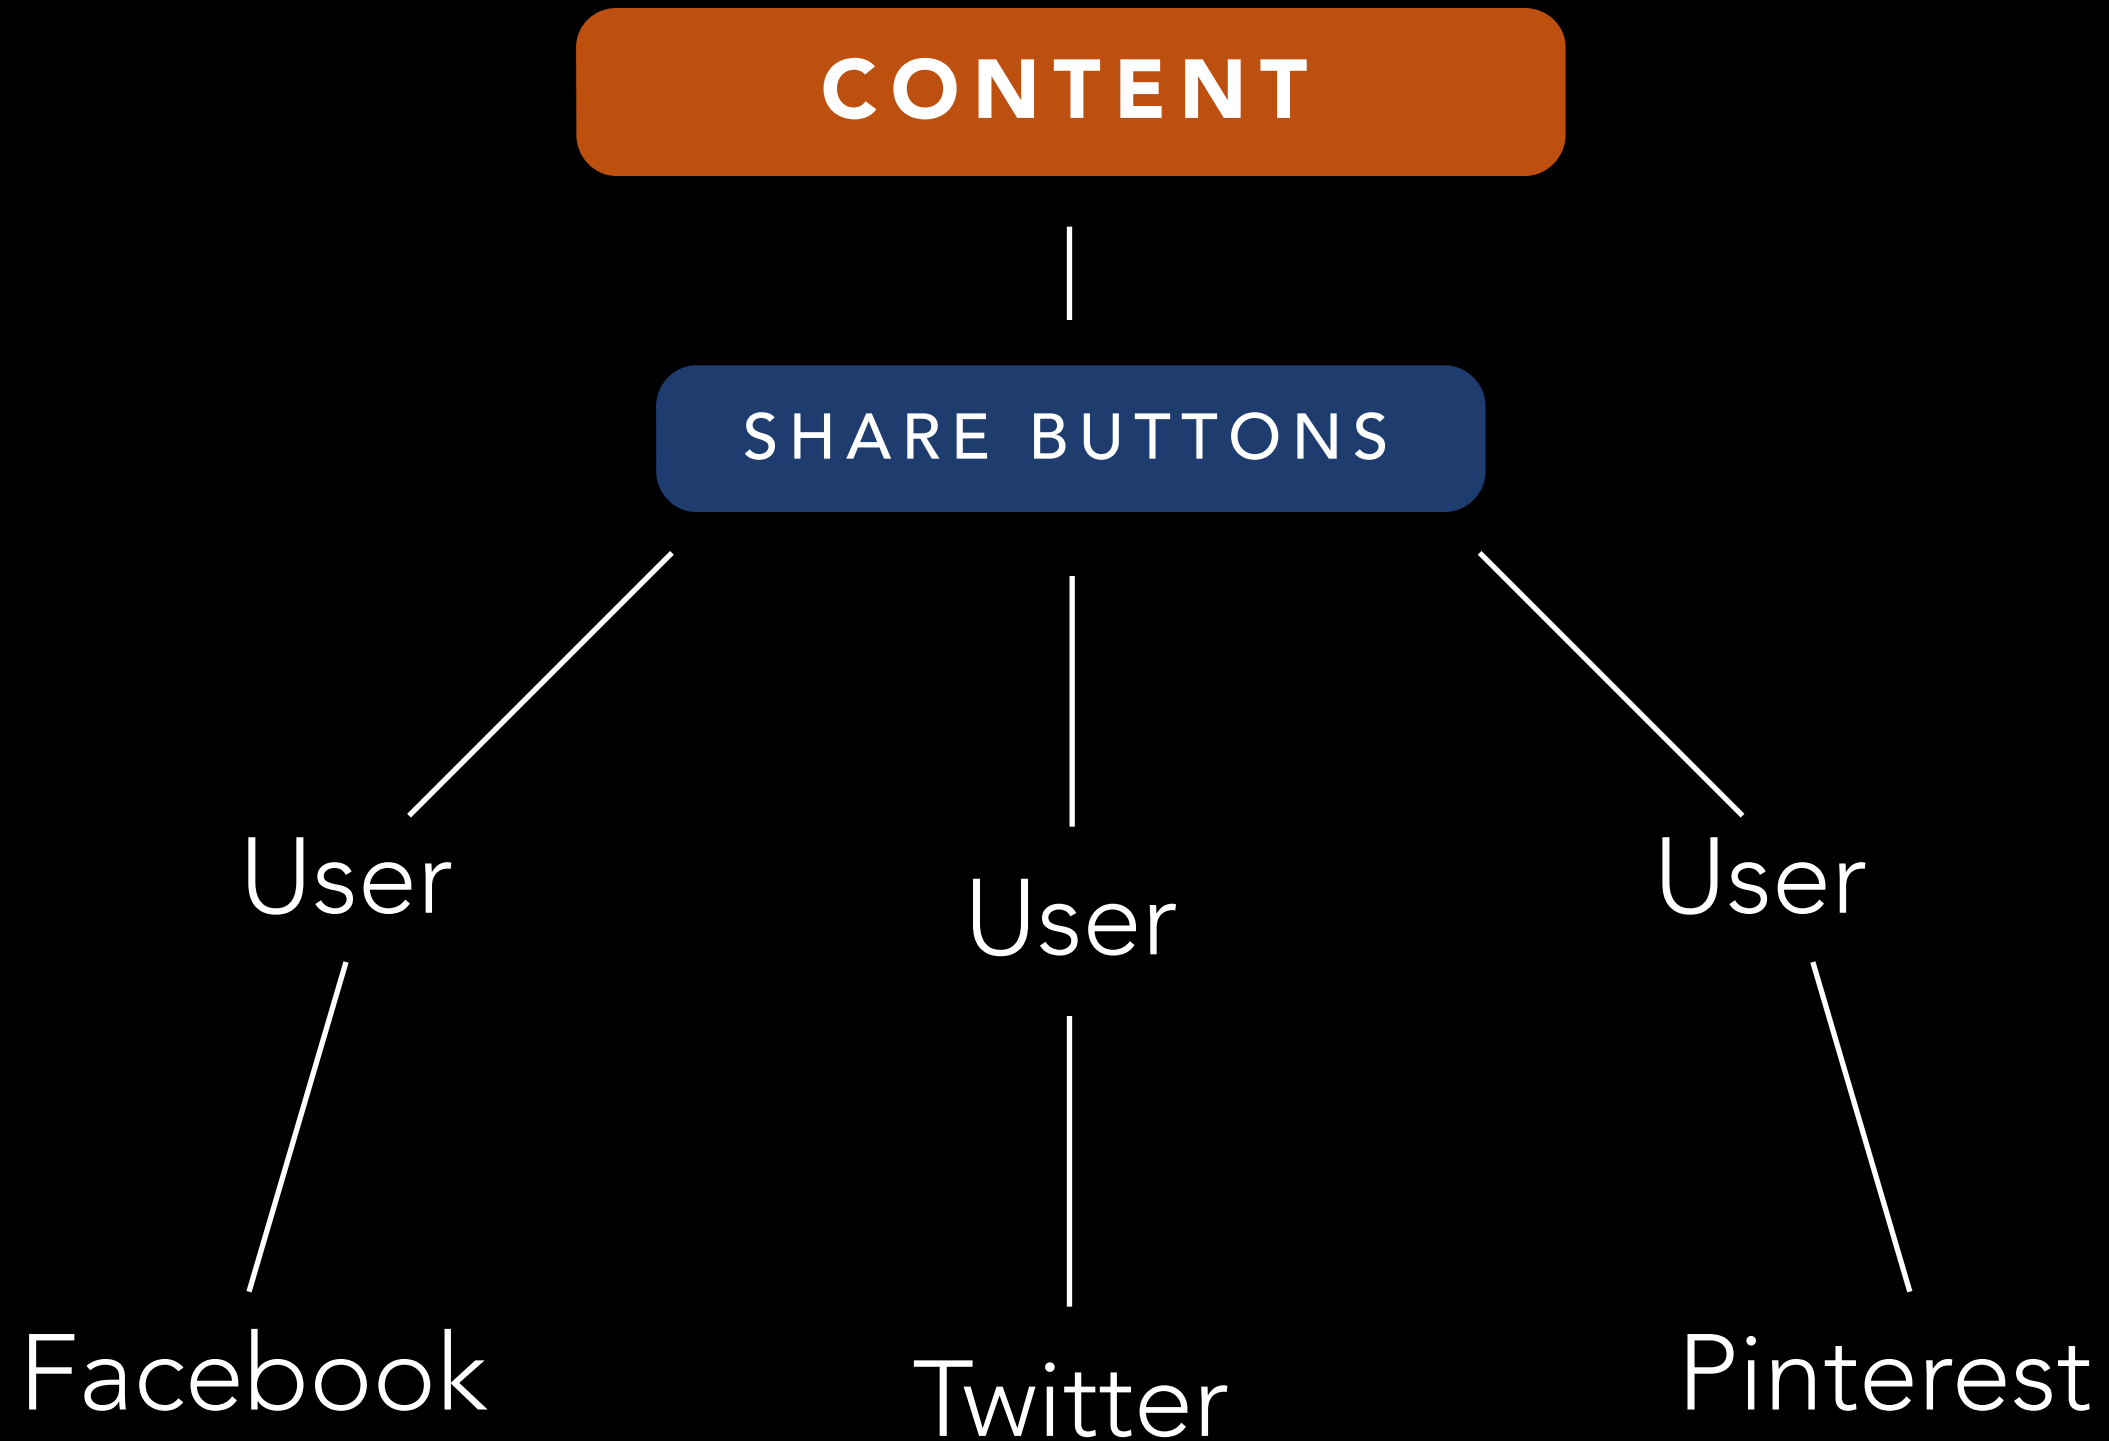 CONTENT
SHARE BUTTONS
User
User
User
Facebook
Twitter
Pinterest